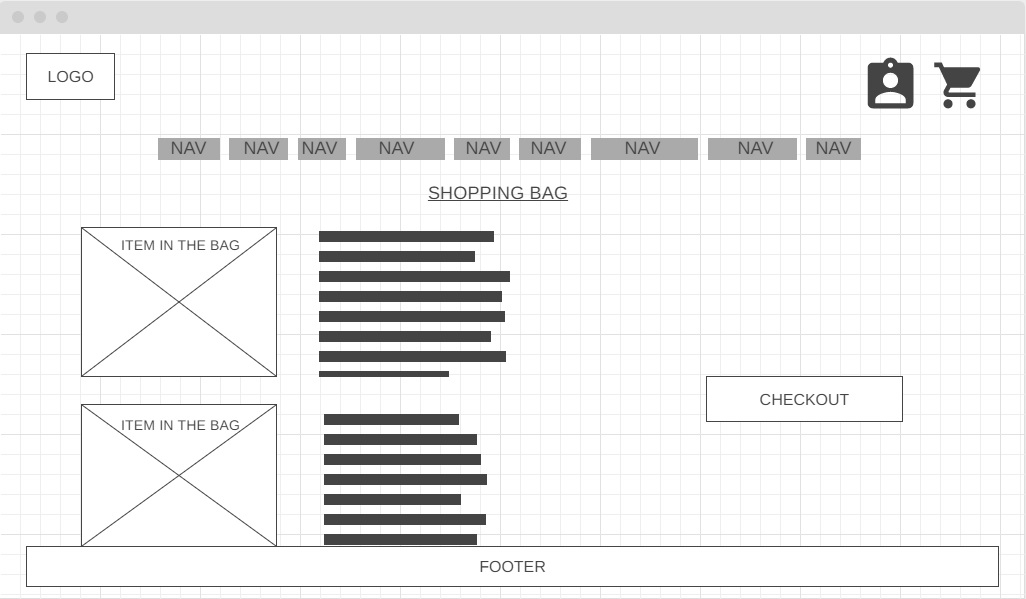 LOGO
NAV NAV NAV NAV NAV NAV NAV NAV NAV
SHOPPING BAG
ITEM IN THE BAG
CHECKOUT
ITEM IN THE BAG
FOOTER